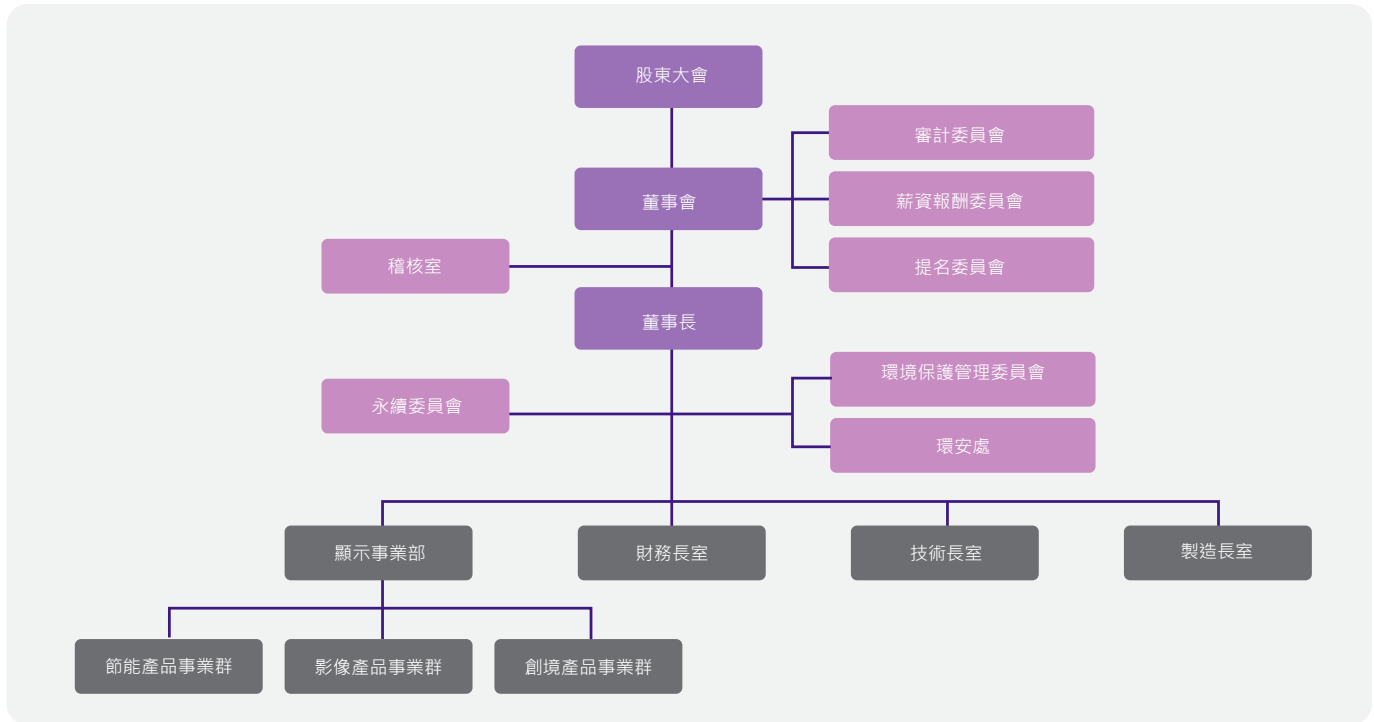 股東大會
審計委員會
董事會
薪資報酬委員會
稽核室
提名委員會
董事長
環境保護管理委員會
永續委員會
環安處
顯示事業部
財務長室
技術長室
製造長室
節能產品事業群
影像產品事業群
創境產品事業群